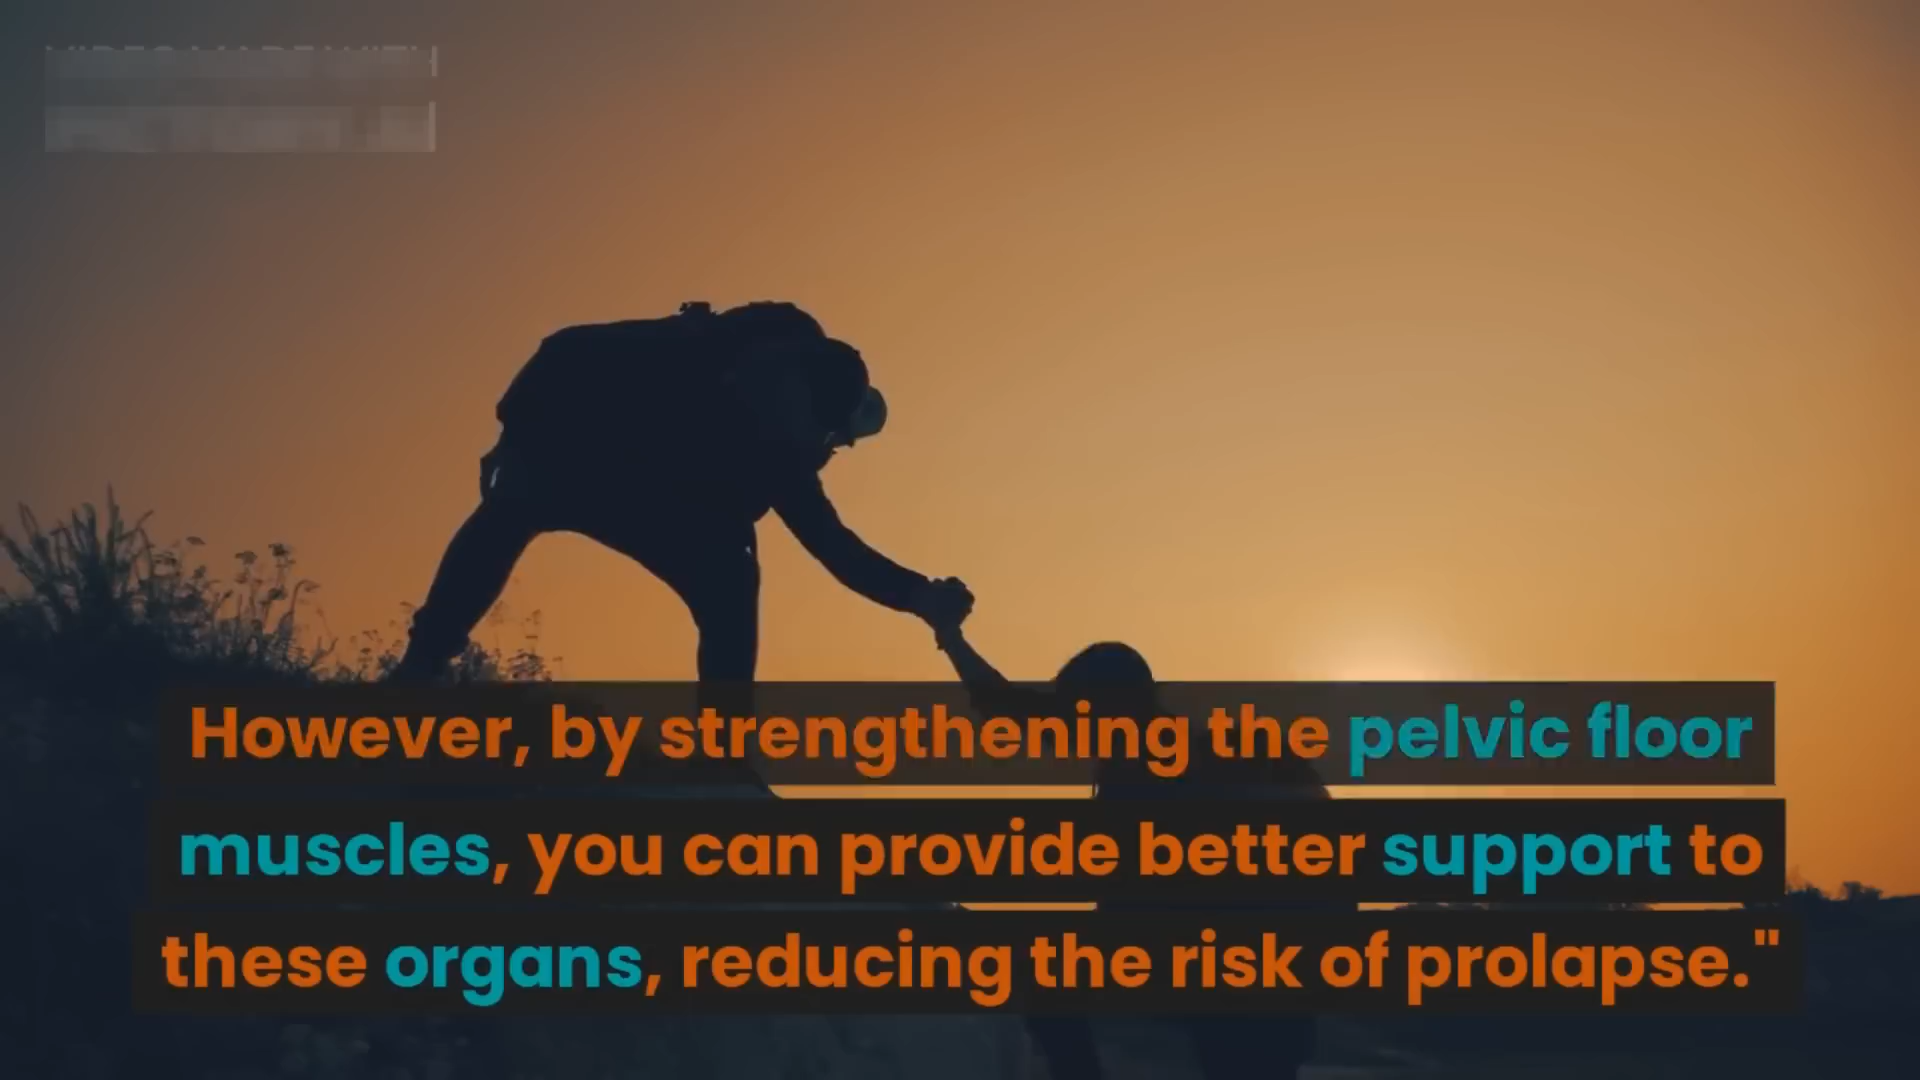 However, by strengthening the pelvic floor
muscles, you can provide better support to
these organs, reducing the risk of prolapse."